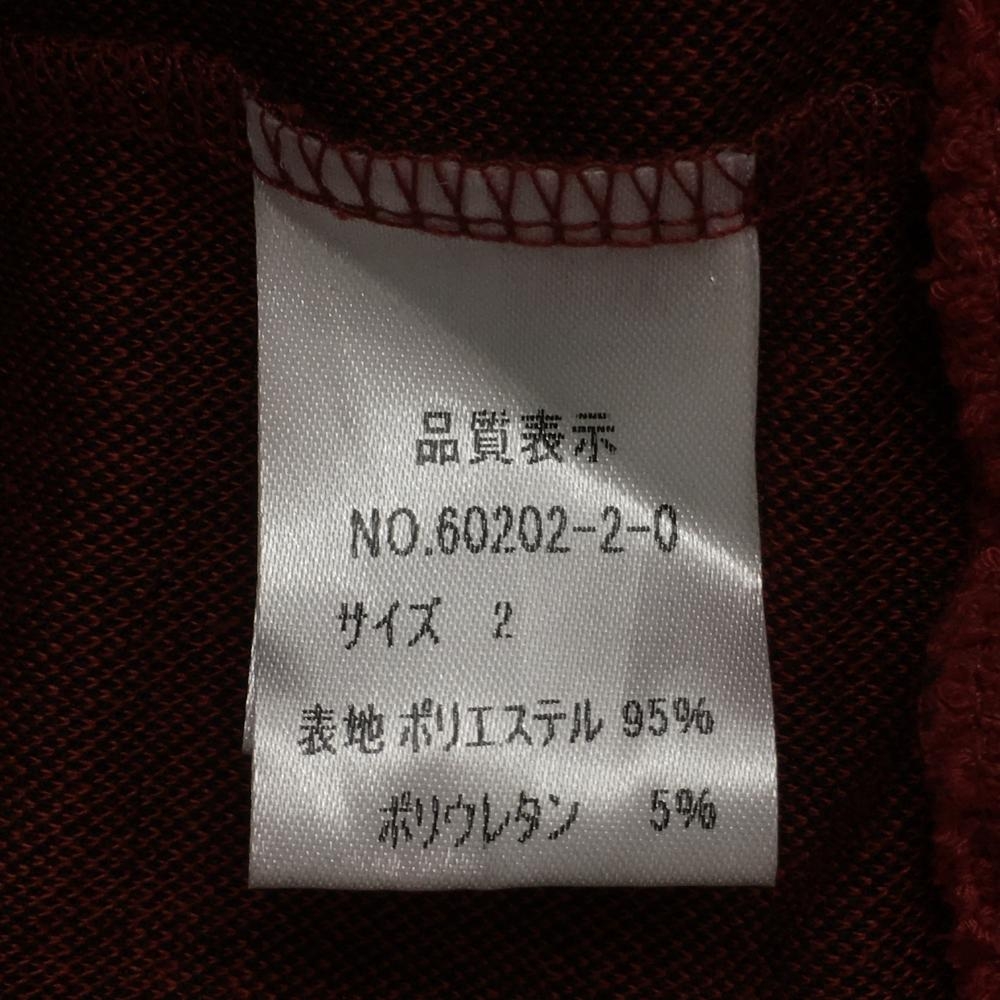 品質表示
NO.60202-2-0
サイズ 2
表地 ポリエステル 95%
ポリウレタン 5%